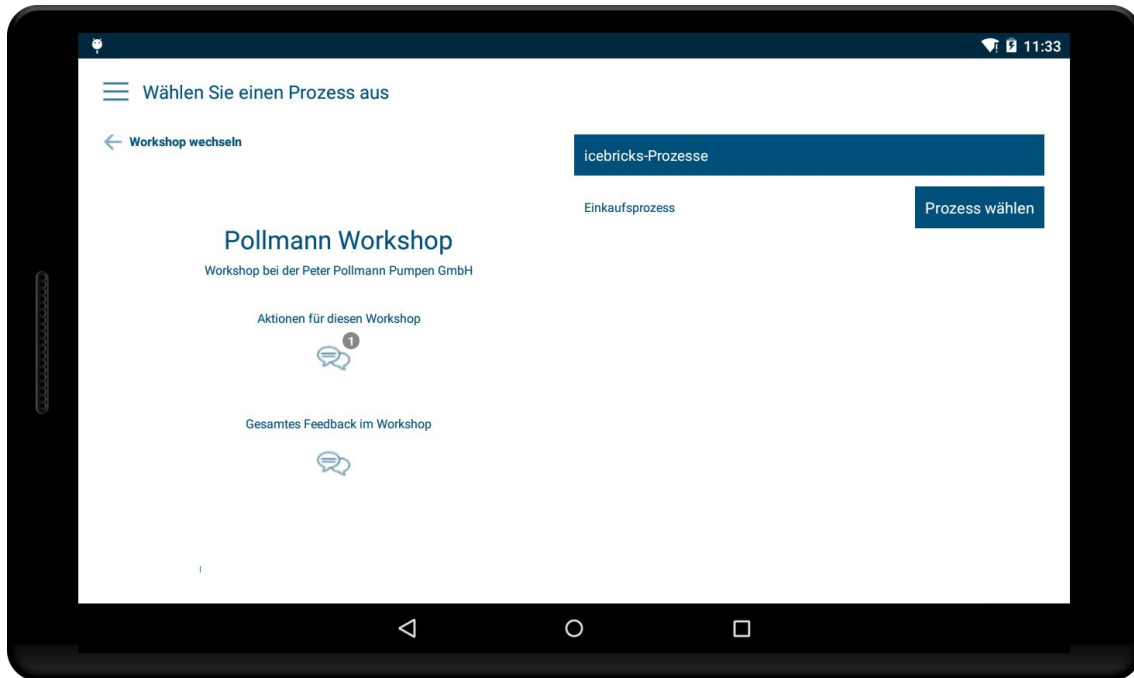 11:33
Wählen Sie einen Prozess aus
Workshop wechseln
Pollmann Workshop
Workshop bei der Peter Pollmann Pumpen GmbH
Aktionen für diesen Workshop
1
Gesamtes Feedback im Workshop
icebricks-Prozesse
Einkaufsprozess
Prozess wählen